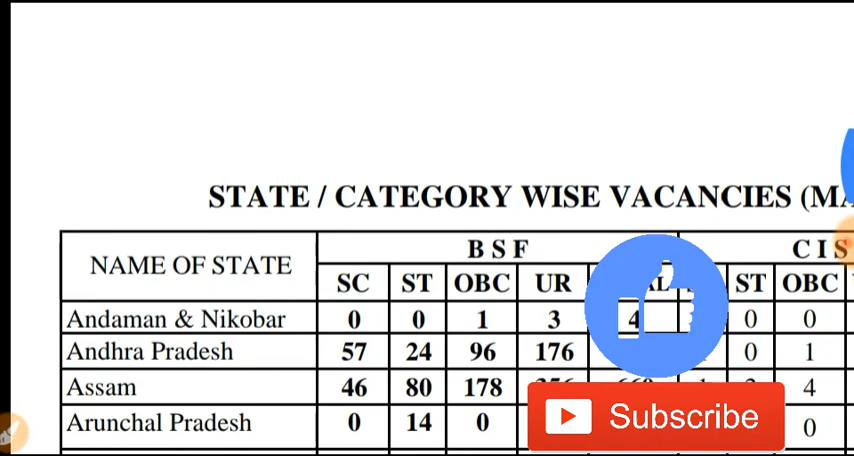 STATE / CATEGORY WISE VACANCIES (MA
B S F C I S
NAME OF STATE
SC ST OBC UR ST OBC
Andaman & Nikobar 0 0 1 3 4 0 0
Andhra Pradesh 57 24 96 176 0 1
Assam 46 80 178 4
Arunchal Pradesh 0 14 0 0
Subscribe